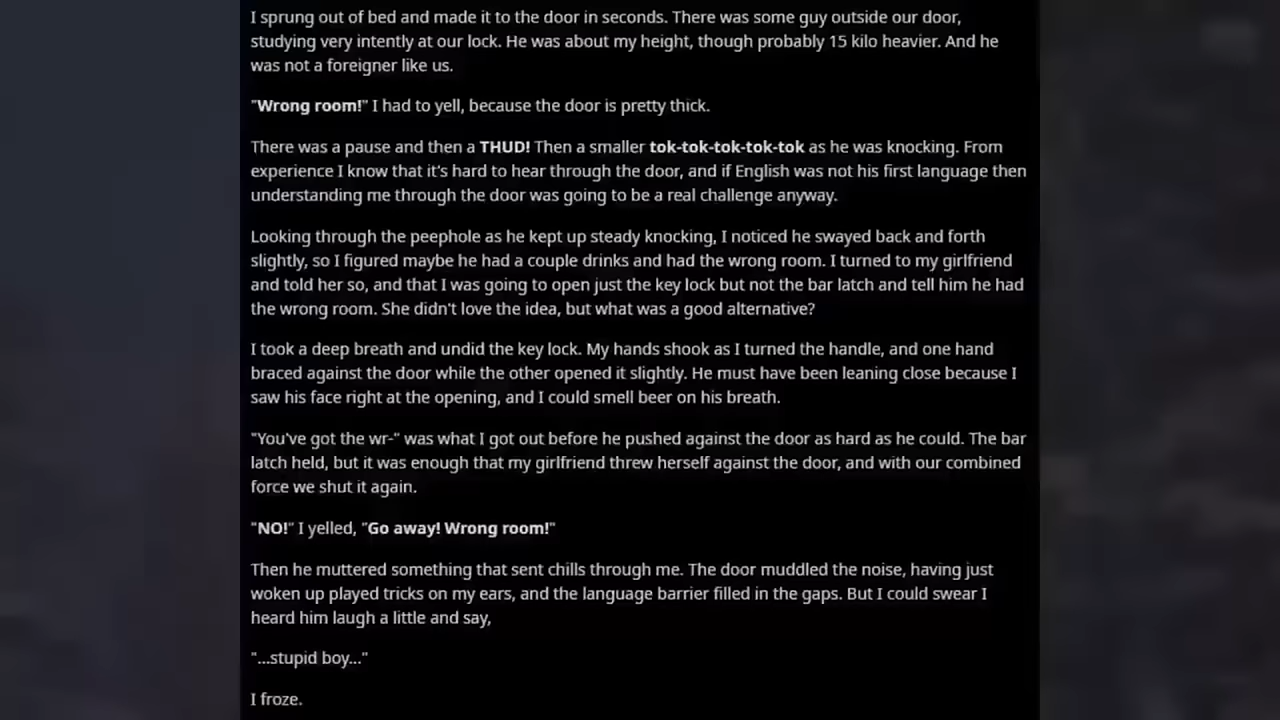 I sprung out of bed and made it to the door in seconds. There was some guy outside our door,
studying very intently at our lock. He was about my height, though probably 15 kilo heavier. And he
was not a foreigner like us.
"Wrong room!" I had to yell, because the door is pretty thick.
There was a pause and then a THUD! Then a smaller tok-tok-tok-tok-tok as he was knocking. From
experience I know that it's hard to hear through the door, and if English was not his first language then
understanding me through the door was going to be a real challenge anyway.
Looking through the peephole as he kept up steady knocking, I noticed he swayed back and forth
slightly, so I figured maybe he had a couple drinks and had the wrong room. I turned to my girlfriend
and told her so, and that I was going to open just the key lock but not the bar latch and tell him he had
the wrong room. She didn't love the idea, but what was a good alternative?
I took a deep breath and undid the key lock. My hands shook as I turned the handle, and one hand
braced against the door while the other opened it slightly. He must have been leaning close because I
saw his face right at the opening, and I could smell beer on his breath.
"You've got the wr-" was what I got out before he pushed against the door as hard as he could. The bar
latch held, but it was enough that my girlfriend threw herself against the door, and with our combined
force we shut it again.
"NO!" I yelled, "Go away! Wrong room!"
Then he muttered something that sent chills through me. The door muddled the noise, having just
woken up played tricks on my ears, and the language barrier filled in the gaps. But I could swear I
heard him laugh a little and say,
"...stupid boy..."
I froze.